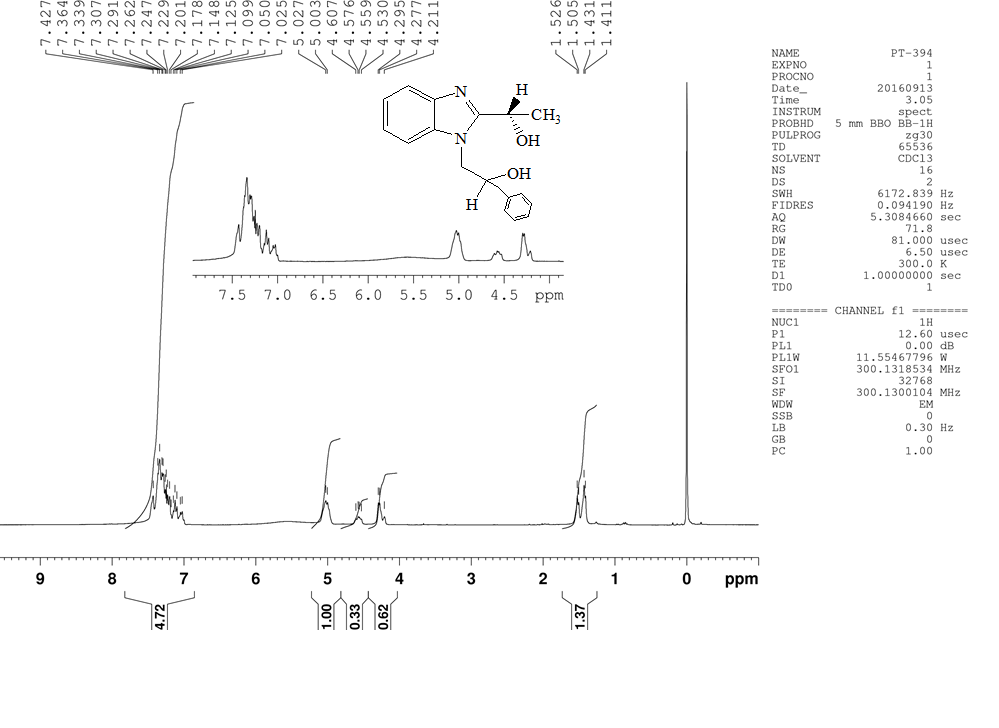 7.427
7.364
7.339
7.307
7.291
7.262
7.247
7.229
7.201
7.178
7.148
7.125
7.099
7.050
7.025
5.027
5.003
4.607
4.576
4.559
4.530
4.295
4.277
4.211
1.526
1.505
1.431
1.411
N
H
CH3
OH
N
OH
H
7.5 7.0 6.5 6.0 5.5 5.0 4.5 ppm
9 8 7 6 5 4 3 2 1 0 ppm
4.72
1.00
0.33
0.62
1.37
NAME PT-394
EXPNO 1
PROCNO 1
Date_ 20160913
Time 3.05
INSTRUM spect
PROBHD 5 mm BBO BB-1H
PULPROG zg30
TD 65536
SOLVENT CDCl3
NS 16
DS 2
SWH 6172.839 Hz
FIDRES 0.094190 Hz
AQ 5.3084660 sec
RG 71.8
DW 81.000 usec
DE 6.50 usec
TE 300.0 K
D1 1.00000000 sec
TD0 1
======== CHANNEL f1 ========
NUC1 1H
P1 12.60 usec
PL1 0.00 dB
PL1W 11.55467796 W
SFO1 300.1318534 MHz
SI 32768
SF 300.1300104 MHz
WDW EM
SSB 0
LB 0.30 Hz
GB 0
PC 1.00